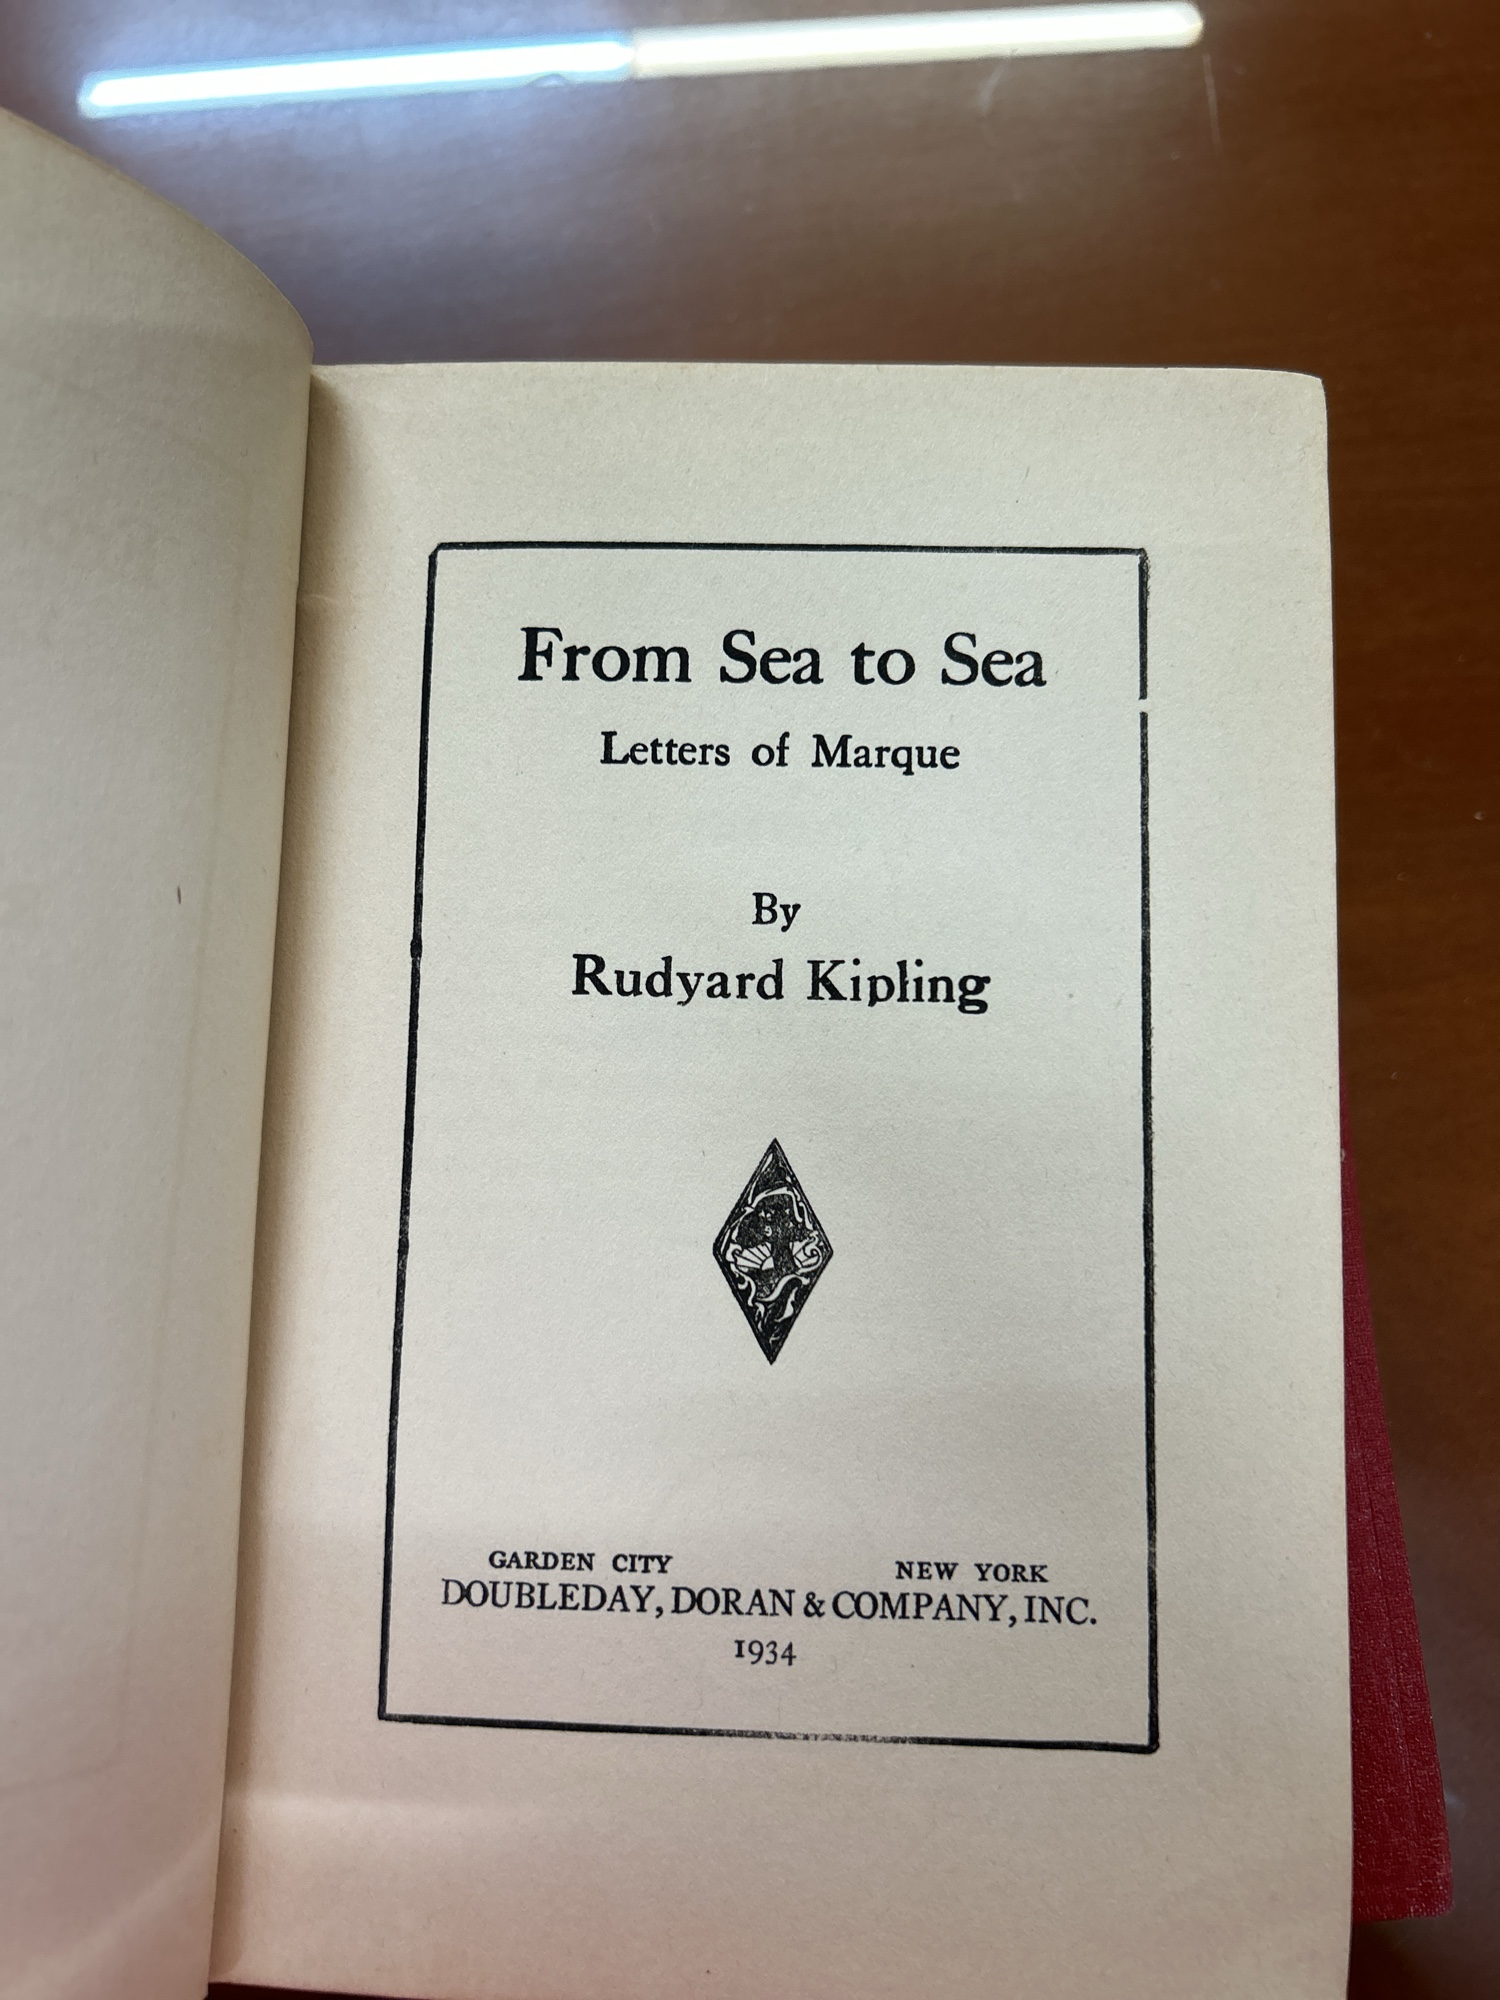 From Sea to Sea
Letters of Marque
By
Rudyard Kipling
GARDEN CITY NEW YORK
DOUBLEDAY, DORAN & COMPANY, INC.
1934